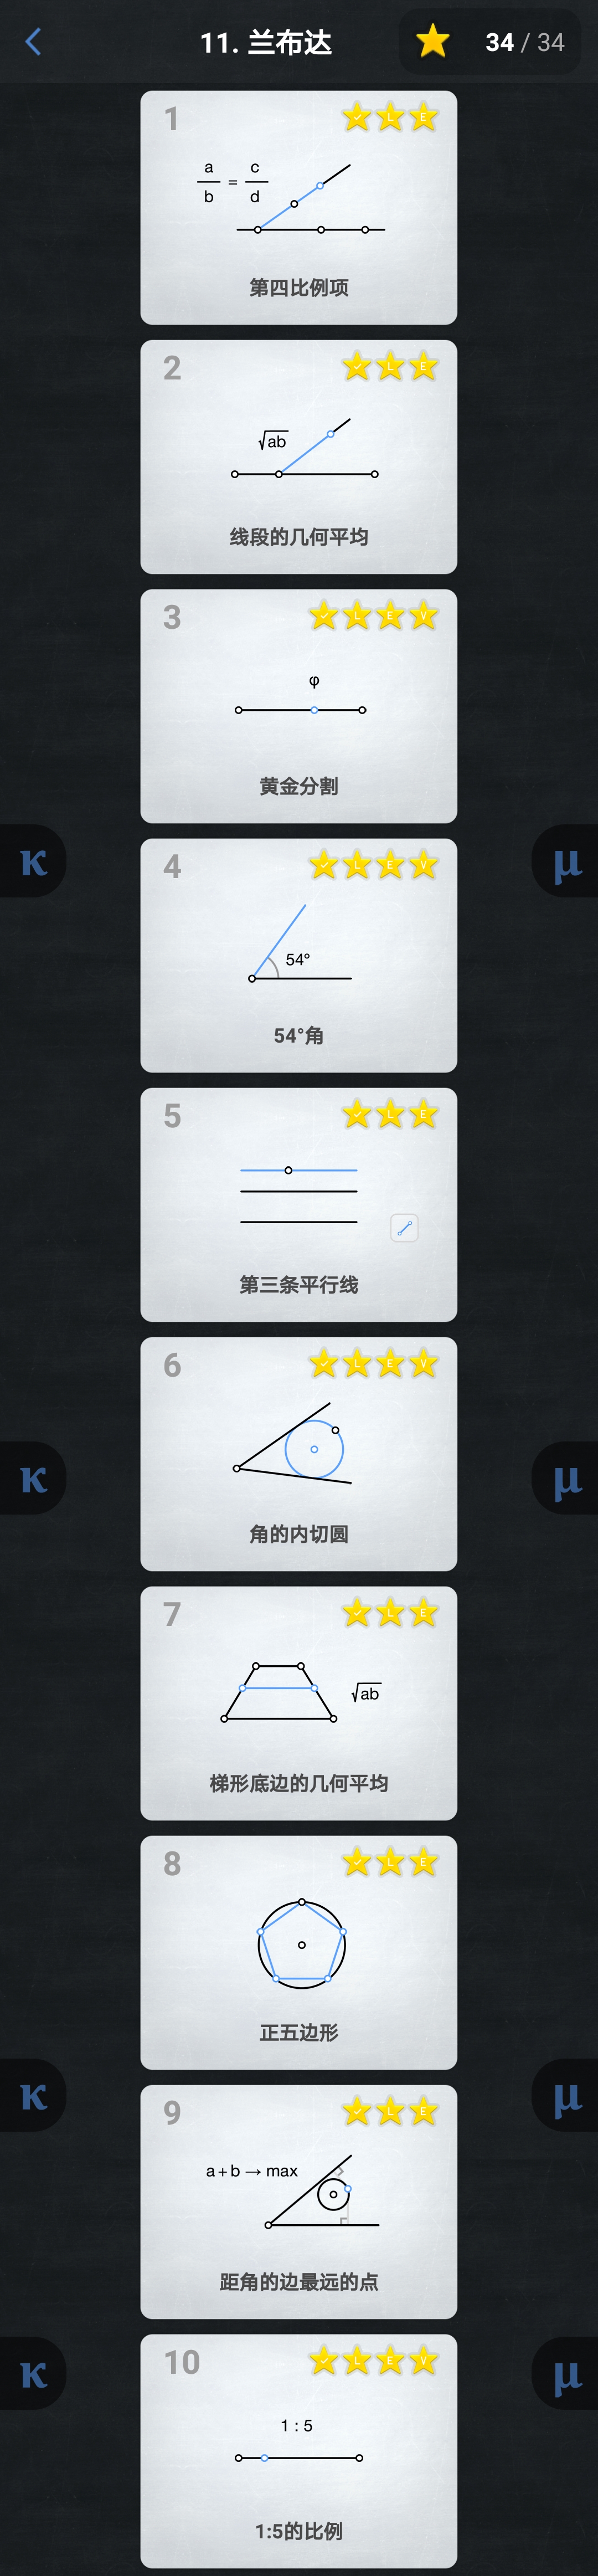 11. 兰布达
34 / 34
1
L E
a/b = c/d
第四比例项
2
L E
√ab
线段的几何平均
3
L E V
φ
黄金分割
κ
μ
4
L E V
54°
54°角
5
L E
第三条平行线
6
L E V
κ
μ
角的内切圆
7
L E
√ab
梯形底边的几何平均
8
L E
正五边形
κ
μ
9
L E
a + b → max
距角的边最远的点
10
L E V
κ
μ
1 : 5
1:5的比例